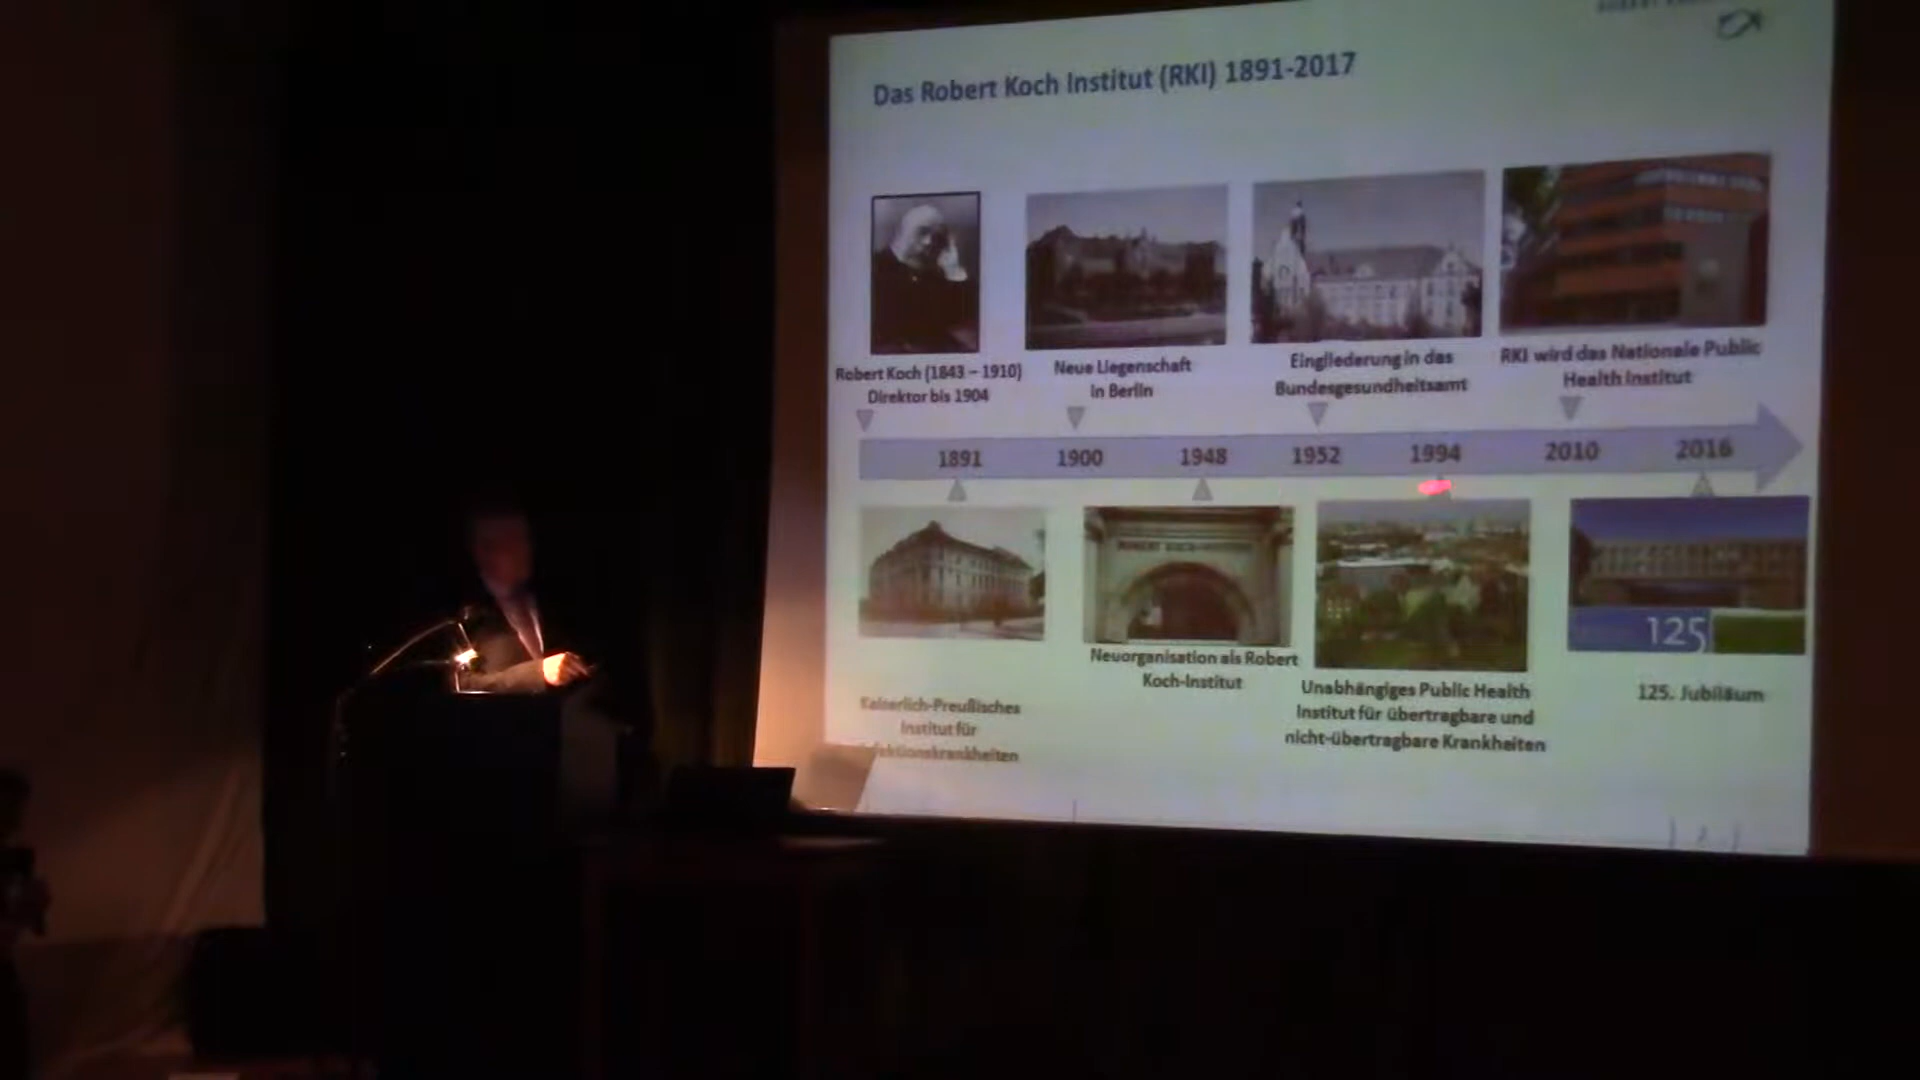 Das Robert Koch Institut (RKI) 1891-2017
Robert Koch (1843 – 1910)
Direktor bis 1904
Neue Liegenschaft
in Berlin
Eingliederung in das
Bundesgesundheitsamt
RKI wird das Nationale Public
Health Institut
1891 1900 1948 1952 1994 2010 2016
Kaiserlich-Preußisches
Institut für
Neuorganisation als Robert
Koch-Institut
Unabhängiges Public Health
Institut für übertragbare und
nicht-übertragbare Krankheiten
125
125. Jubiläum